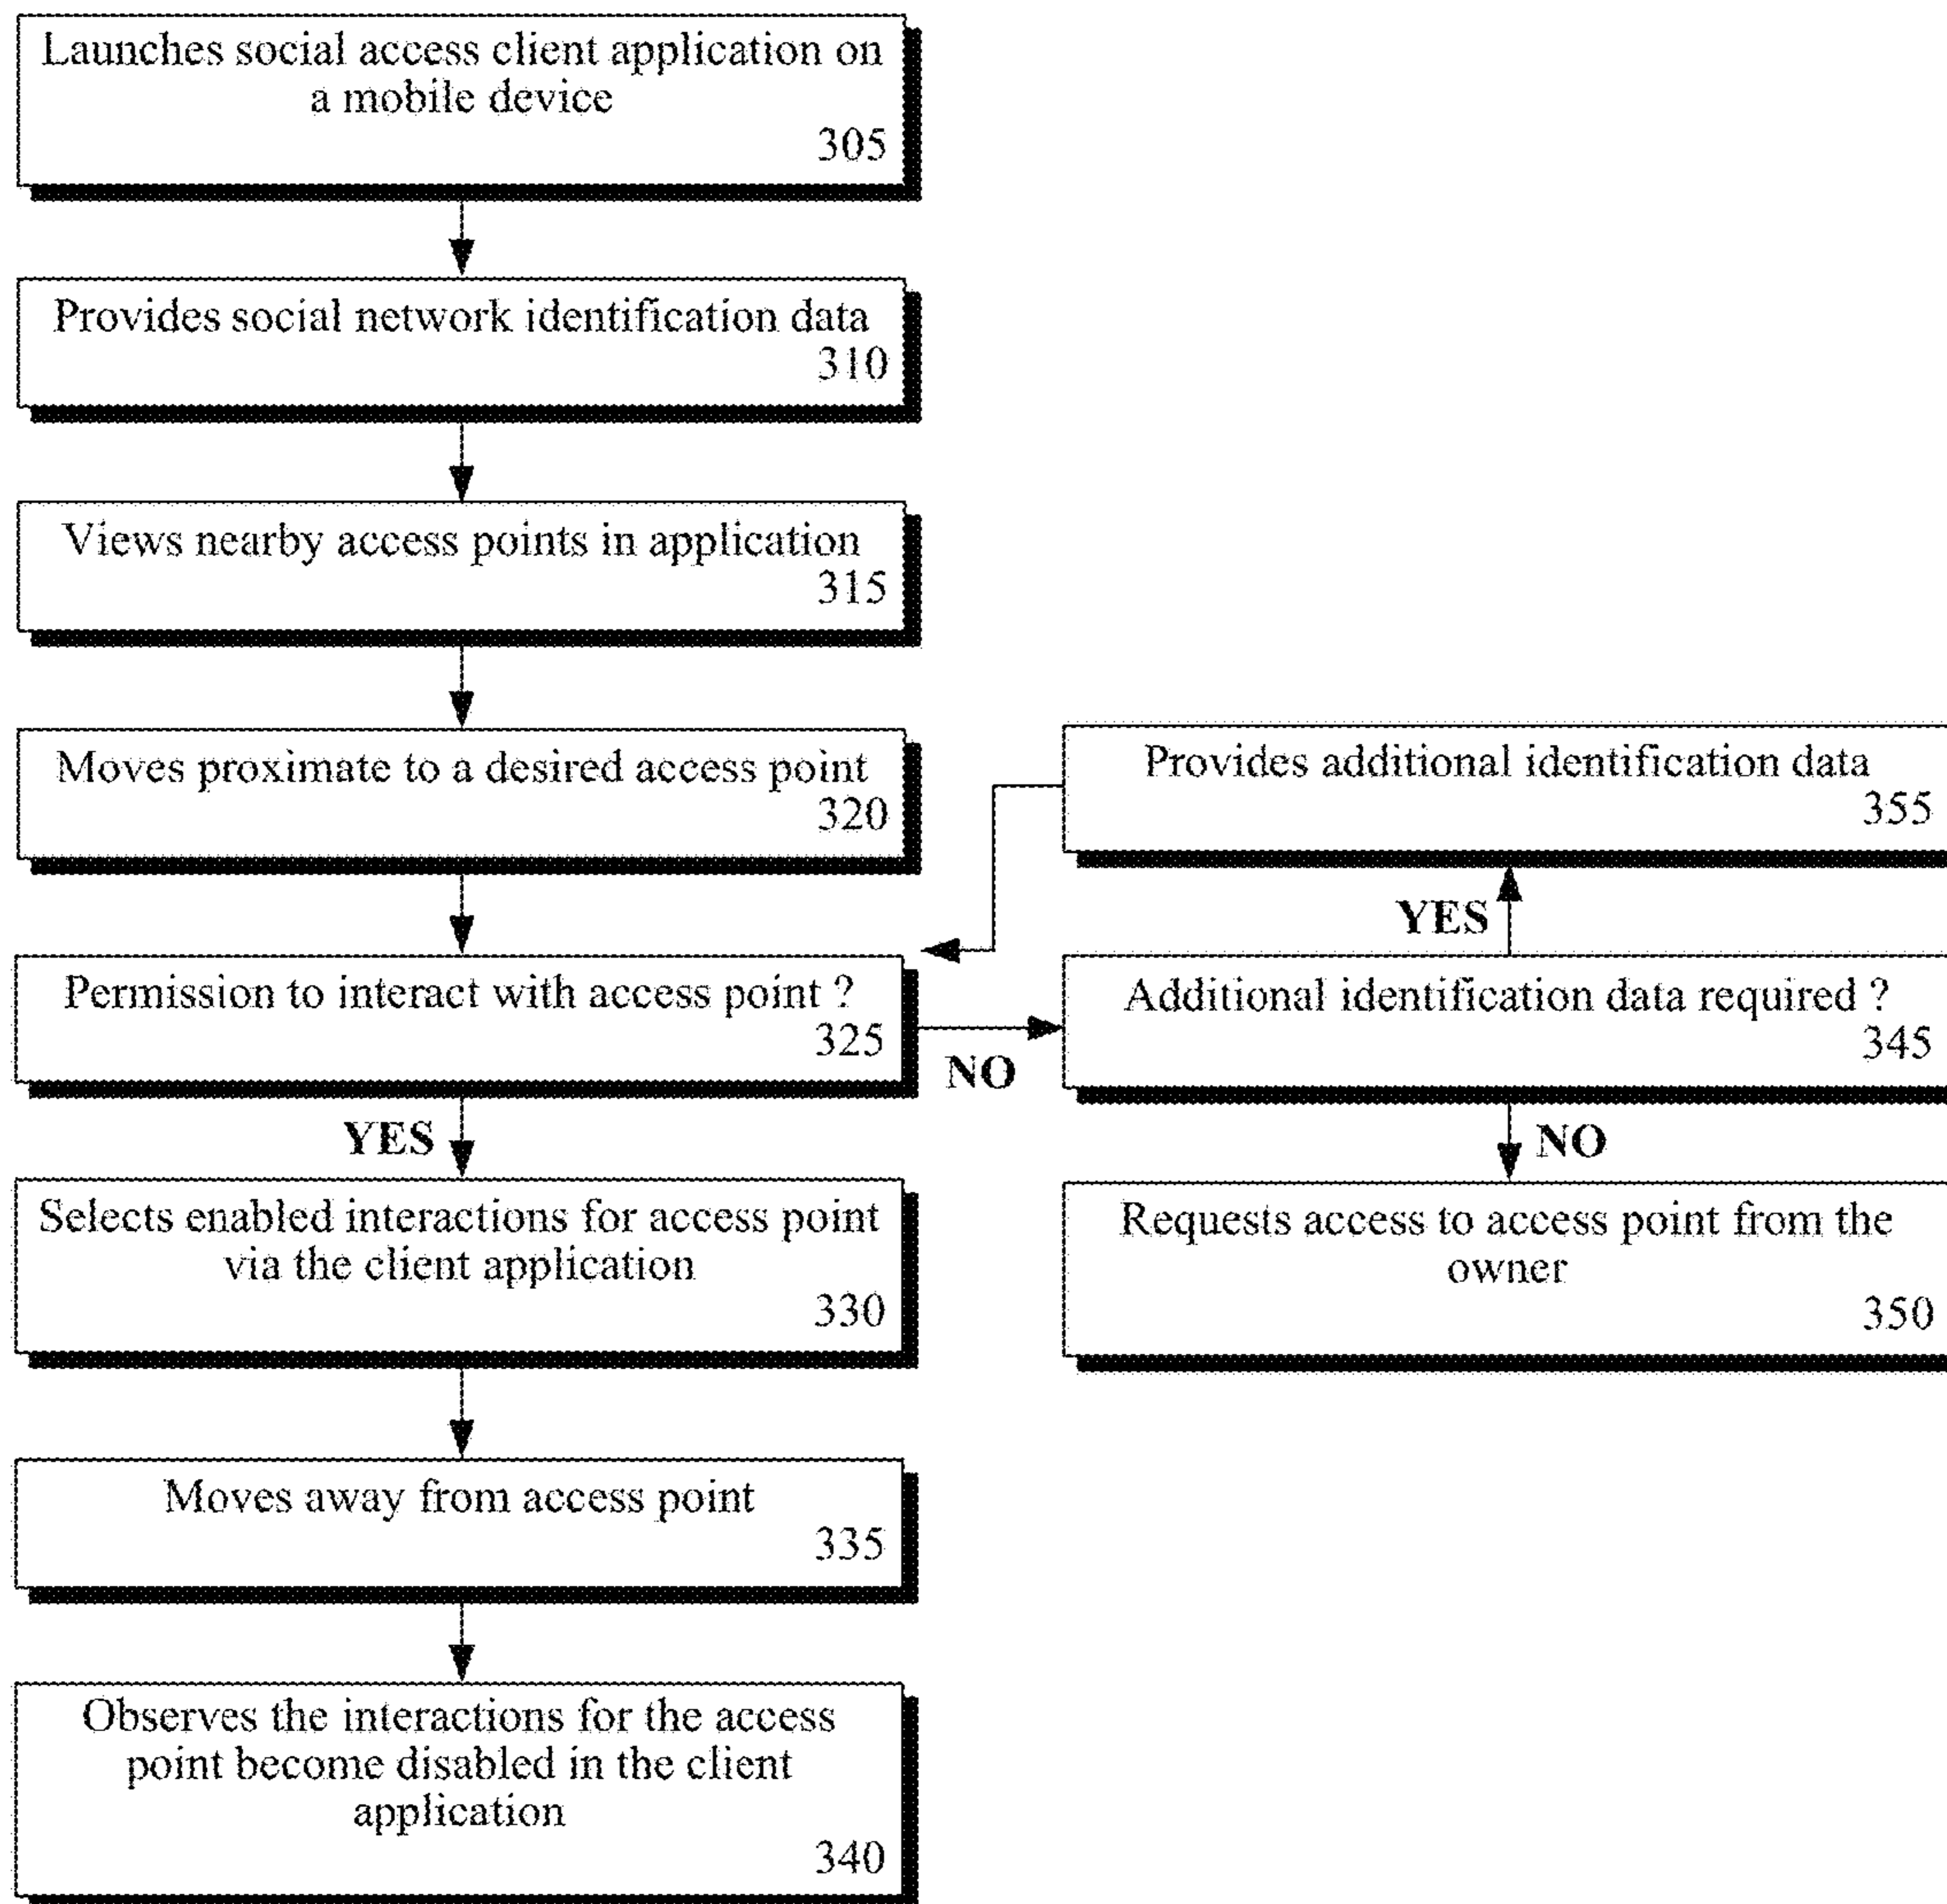 Launches social access client application on
a mobile device
305
Provides social network identification data
310
Views nearby access points in application
315
Moves proximate to a desired access point
320
Provides additional identification data
355
YES
Permission to interact with access point ?
325
NO
Additional identification data required ?
345
YES
NO
Selects enabled interactions for access point
via the client application
330
Requests access to access point from the
owner
350
Moves away from access point
335
Observes the interactions for the access
point become disabled in the client
application
340